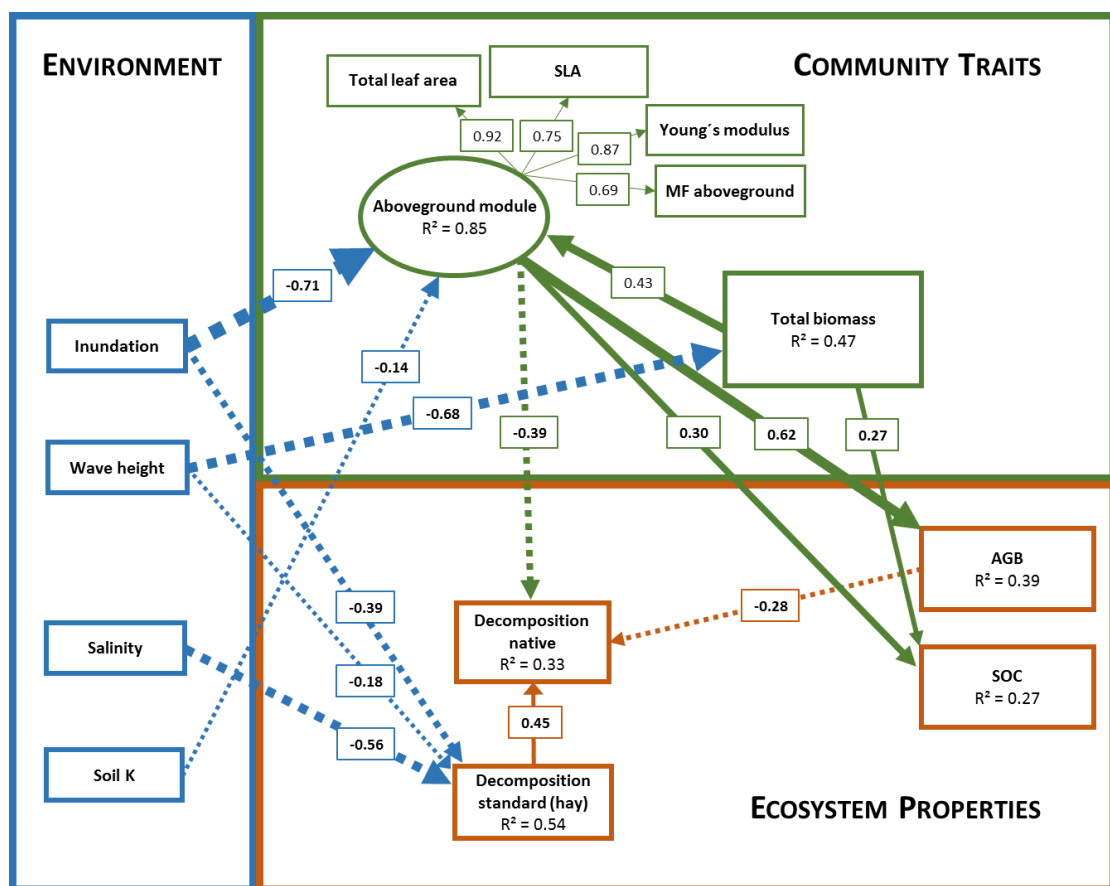 ENVIRONMENT
COMMUNITY TRAITS
Total leaf area
SLA
Young´s modulus
MF aboveground
0.92
0.75
0.87
0.69
Aboveground module
R² = 0.85
-0.71
0.43
Inundation
Total biomass
R² = 0.47
-0.14
-0.68
Wave height
-0.39
0.30
0.62
0.27
AGB
R² = 0.39
-0.28
-0.39
Decomposition
native
R² = 0.33
Salinity
-0.18
SOC
R² = 0.27
0.45
-0.56
Soil K
Decomposition
standard (hay)
R² = 0.54
ECOSYSTEM PROPERTIES